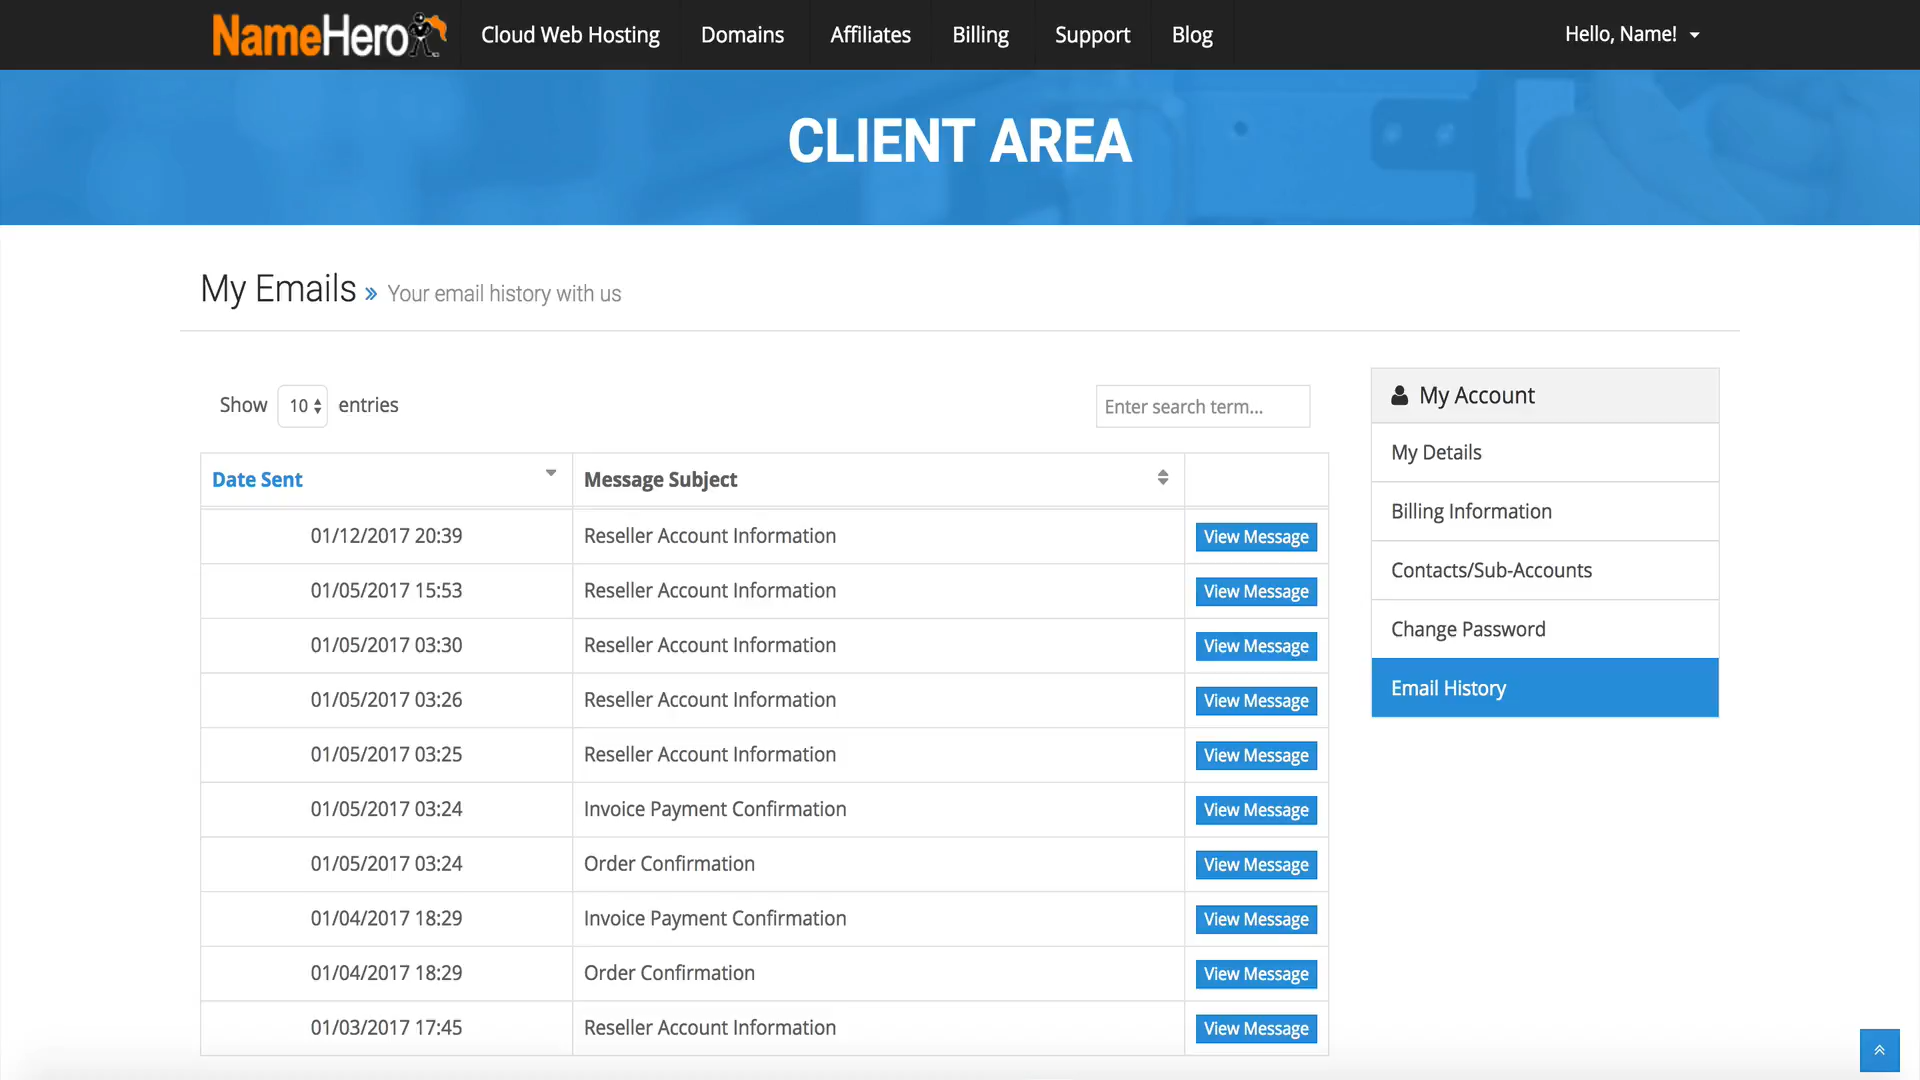 NameHero Cloud Web Hosting Domains Affiliates Billing Support Blog Hello, Name!
CLIENT AREA
My Emails » Your email history with us
Show 10 entries Enter search term...
Date Sent Message Subject
01/12/2017 20:39 Reseller Account Information View Message
01/05/2017 15:53 Reseller Account Information View Message
01/05/2017 03:30 Reseller Account Information View Message
01/05/2017 03:26 Reseller Account Information View Message
01/05/2017 03:25 Reseller Account Information View Message
01/05/2017 03:24 Invoice Payment Confirmation View Message
01/05/2017 03:24 Order Confirmation View Message
01/04/2017 18:29 Invoice Payment Confirmation View Message
01/04/2017 18:29 Order Confirmation View Message
01/03/2017 17:45 Reseller Account Information View Message
My Account
My Details
Billing Information
Contacts/Sub-Accounts
Change Password
Email History